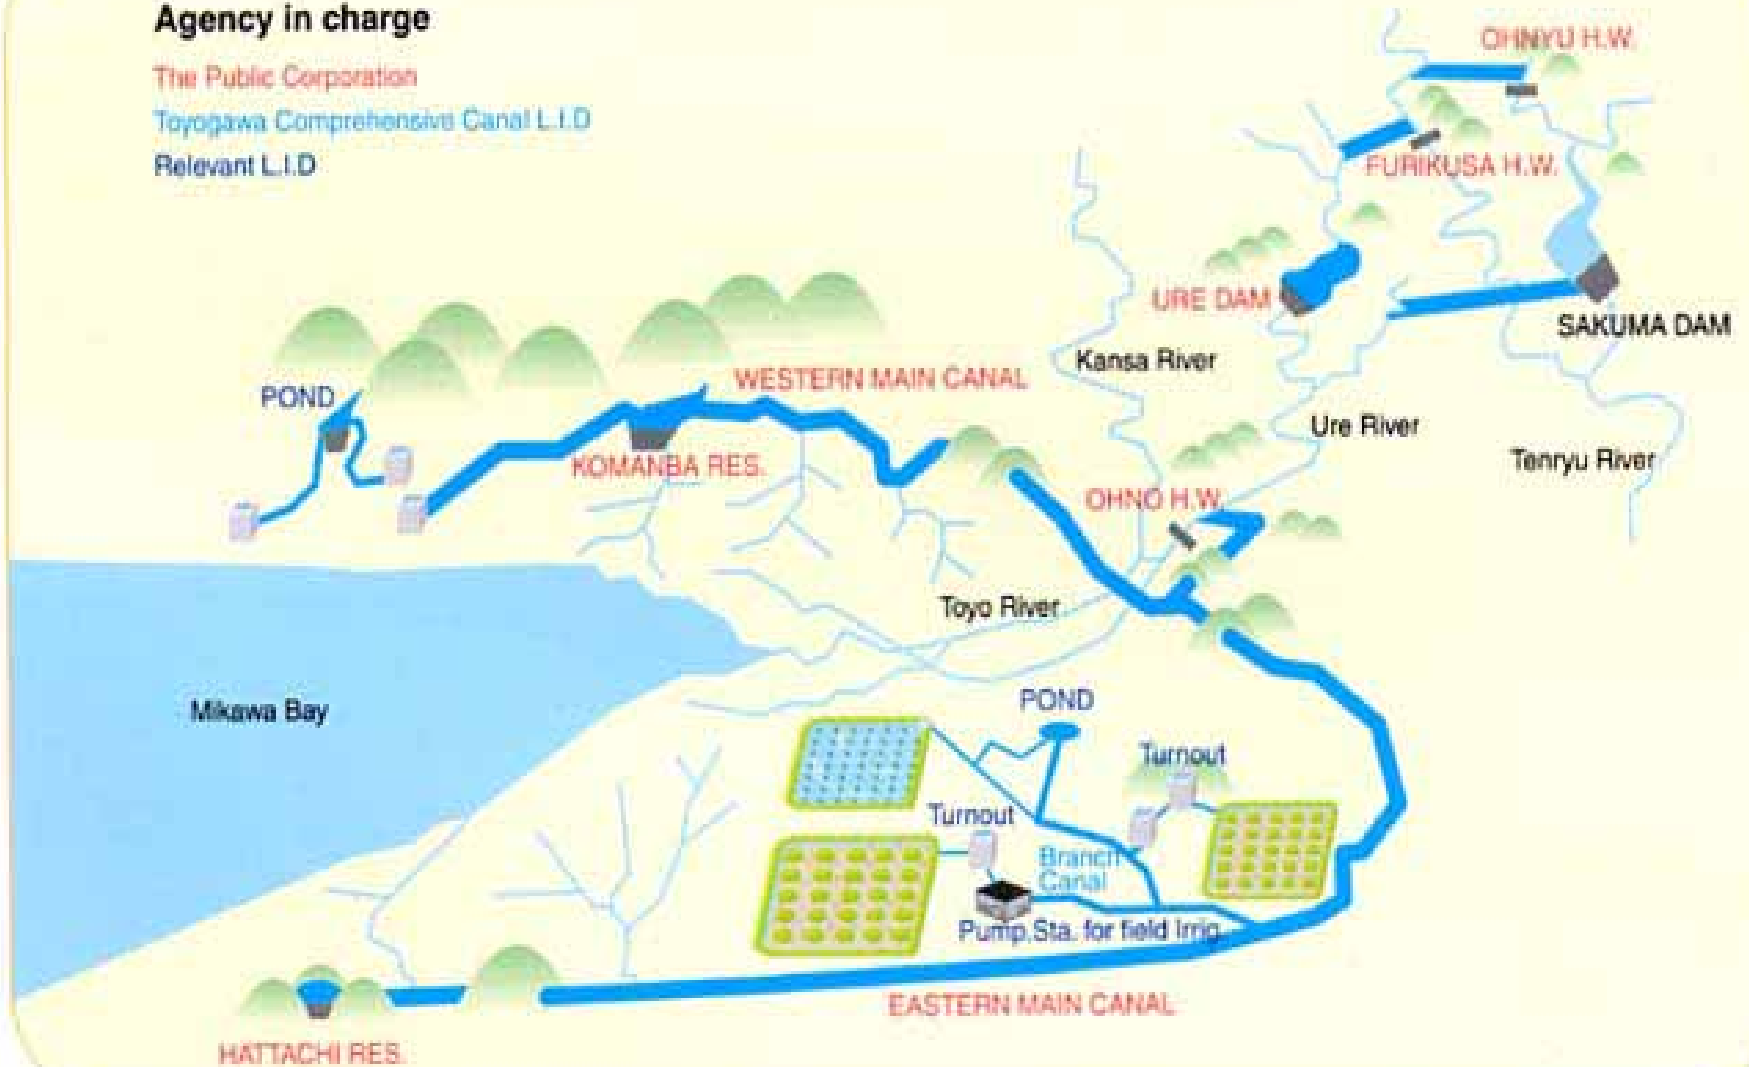 Agency in charge
The Public Corporation
Toyogawa Comprehensive Canal L.I.D
Relevant L.I.D
OHNYU H.W.
FURIKUSA H.W.
URE DAM
SAKUMA DAM
Kansa River
WESTERN MAIN CANAL
POND
Ure River
Tenryu River
KOMANBA RES.
OHNO H.W.
Toyo River
Mikawa Bay
POND
Turnout
Turnout
Branch
Canal
Pump.Sta. for field Irrig.
EASTERN MAIN CANAL
HATTACHI RES.